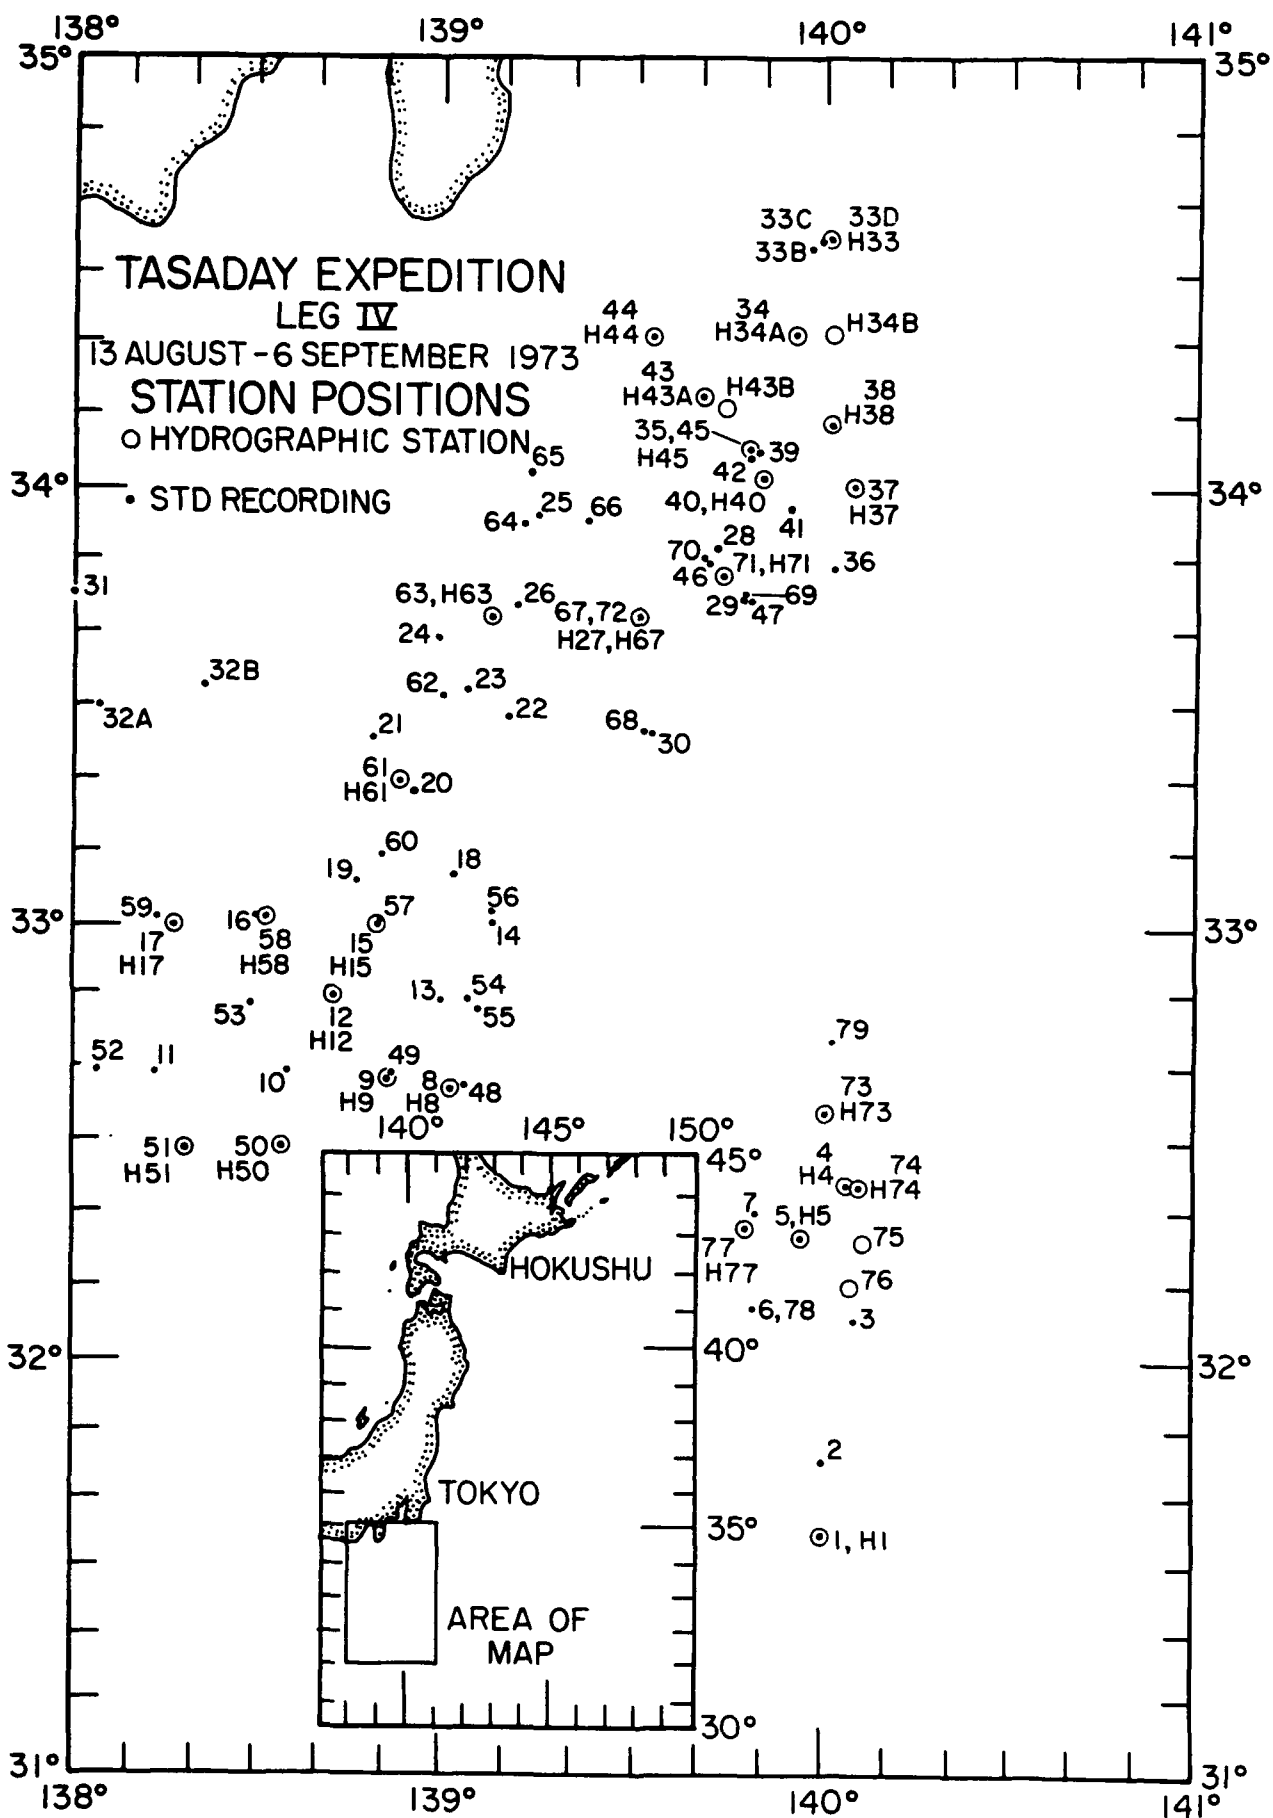 138° 139° 140° 141°
35° 35°
33C 33D
33B H33
TASADAY EXPEDITION
LEG IV
13 AUGUST - 6 SEPTEMBER 1973
STATION POSITIONS
HYDROGRAPHIC STATION
STD RECORDING
44 34
H44 H34A H34B
43
H43A H43B
38
H38
35,45
H45 39
42
40, H40
37
H37
41
65
34° 34°
25
64 66
28
70 71, H71
46
36
29 69
47
31
63, H63 26 67,72
H27, H67
24
32B
62 23
32A
22
21 68
30
61
H61 20
60
19 18
56
33° 33°
59 16 57
17 58 15 14
H17 H58 H15
13 54
53 55
12
H12
79
52 11
49
10 9 8 48
H9 H8
73
H73
140° 145° 150°
51 50
H51 H50
45°
4 74
H4 H74
7
5, H5 75
77
H77
76
HOKUSHU
6,78 3
32° 40° 32°
2
TOKYO
35°
1, H1
AREA OF
MAP
30°
31° 31°
138° 139° 140° 141°